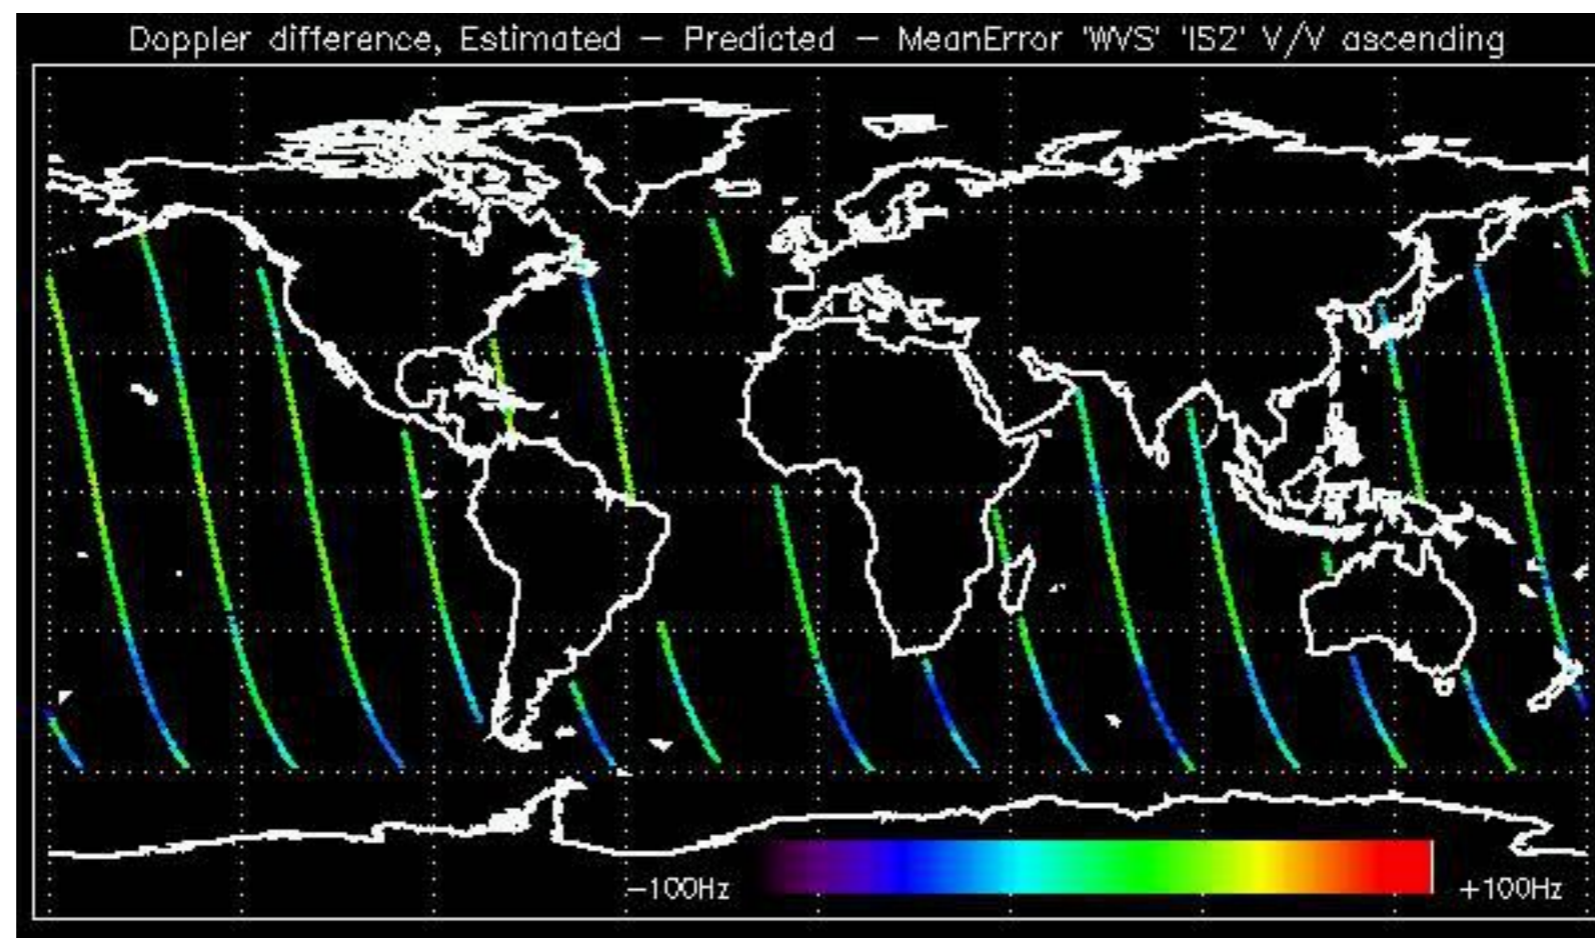 Doppler difference, Estimated - Predicted - MeanError 'WVS' 'IS2' V/V ascending
-100Hz +100Hz